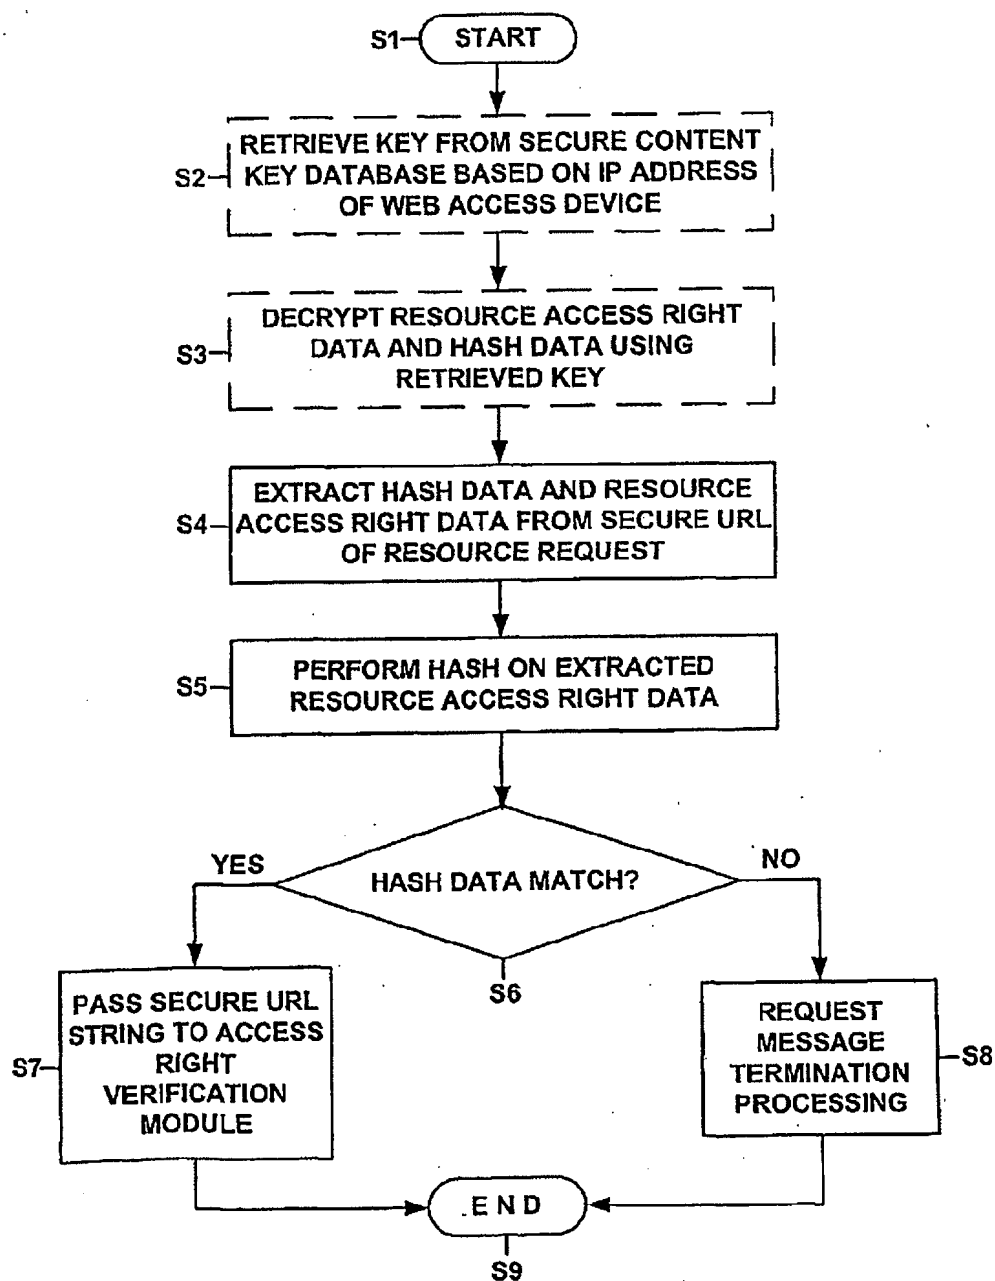 S1
START
RETRIEVE KEY FROM SECURE CONTENT
KEY DATABASE BASED ON IP ADDRESS
OF WEB ACCESS DEVICE
S2
DECRYPT RESOURCE ACCESS RIGHT
DATA AND HASH DATA USING
RETRIEVED KEY
S3
EXTRACT HASH DATA AND RESOURCE
ACCESS RIGHT DATA FROM SECURE URL
OF RESOURCE REQUEST
S4
PERFORM HASH ON EXTRACTED
RESOURCE ACCESS RIGHT DATA
S5
HASH DATA MATCH?
YES
NO
S6
PASS SECURE URL
STRING TO ACCESS
RIGHT
VERIFICATION
MODULE
S7
REQUEST
MESSAGE
TERMINATION
PROCESSING
S8
END
S9